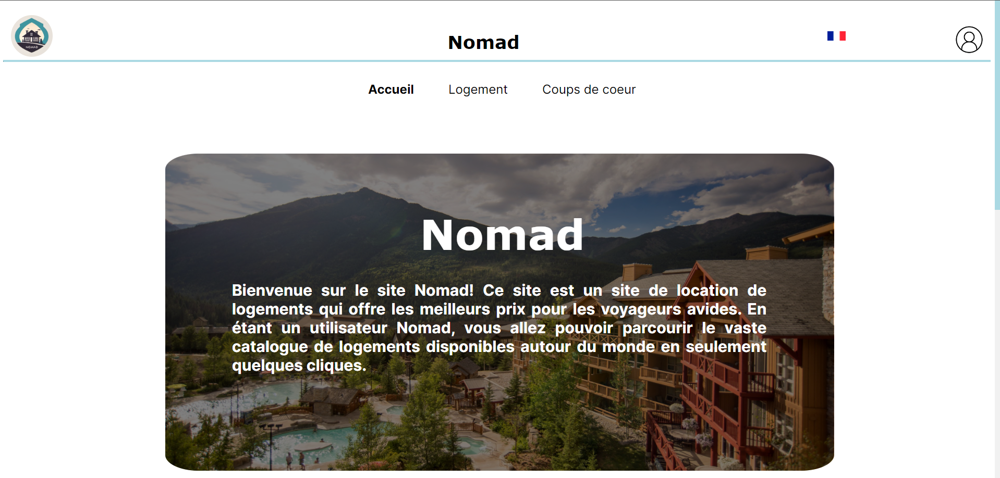 NOMAD
Nomad
Accueil Logement Coups de coeur
Nomad
Bienvenue sur le site Nomad! Ce site est un site de location de
logements qui offre les meilleurs prix pour les voyageurs avides. En
étant un utilisateur Nomad, vous allez pouvoir parcourir le vaste
catalogue de logements disponibles autour du monde en seulement
quelques cliques.